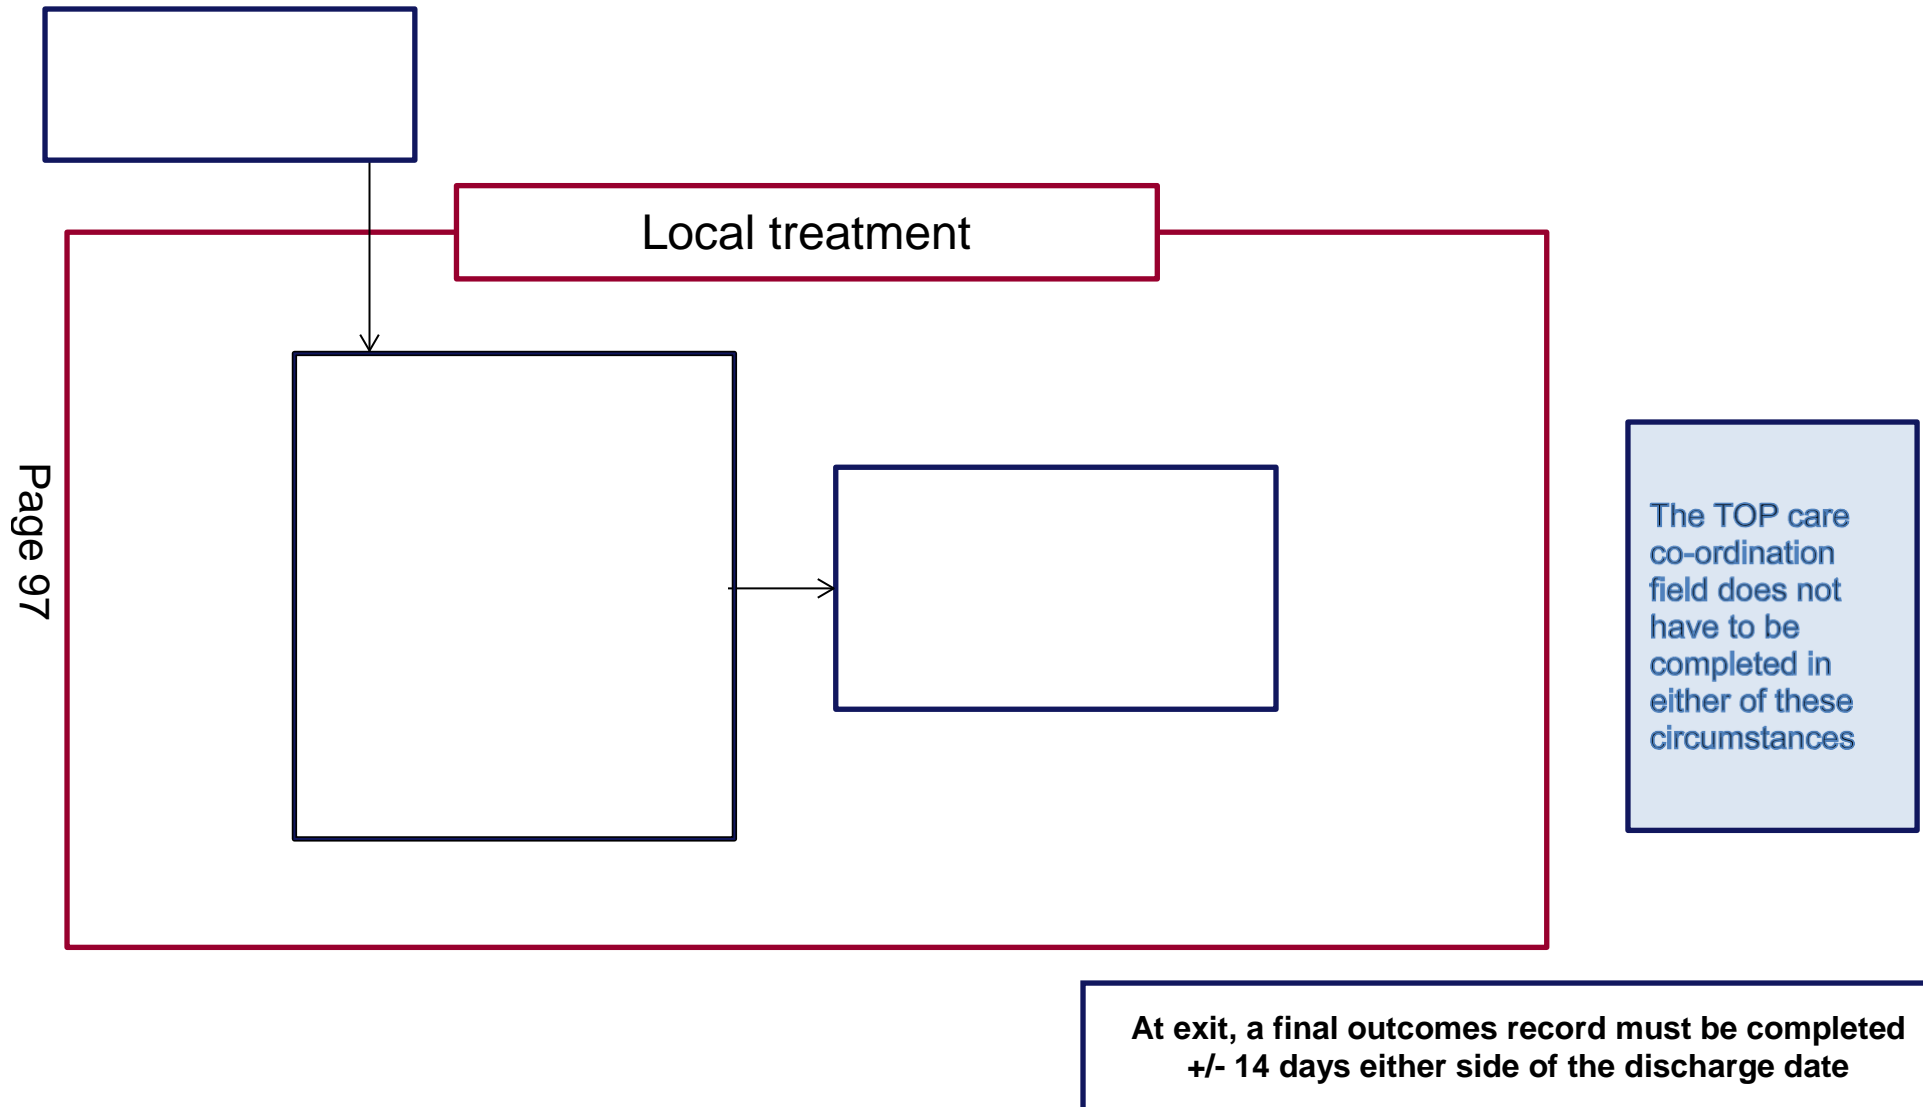 Local treatment
Page 97
The TOP care
co-ordination
field does not
have to be
completed in
either of these
circumstances
At exit, a final outcomes record must be completed
+/- 14 days either side of the discharge date